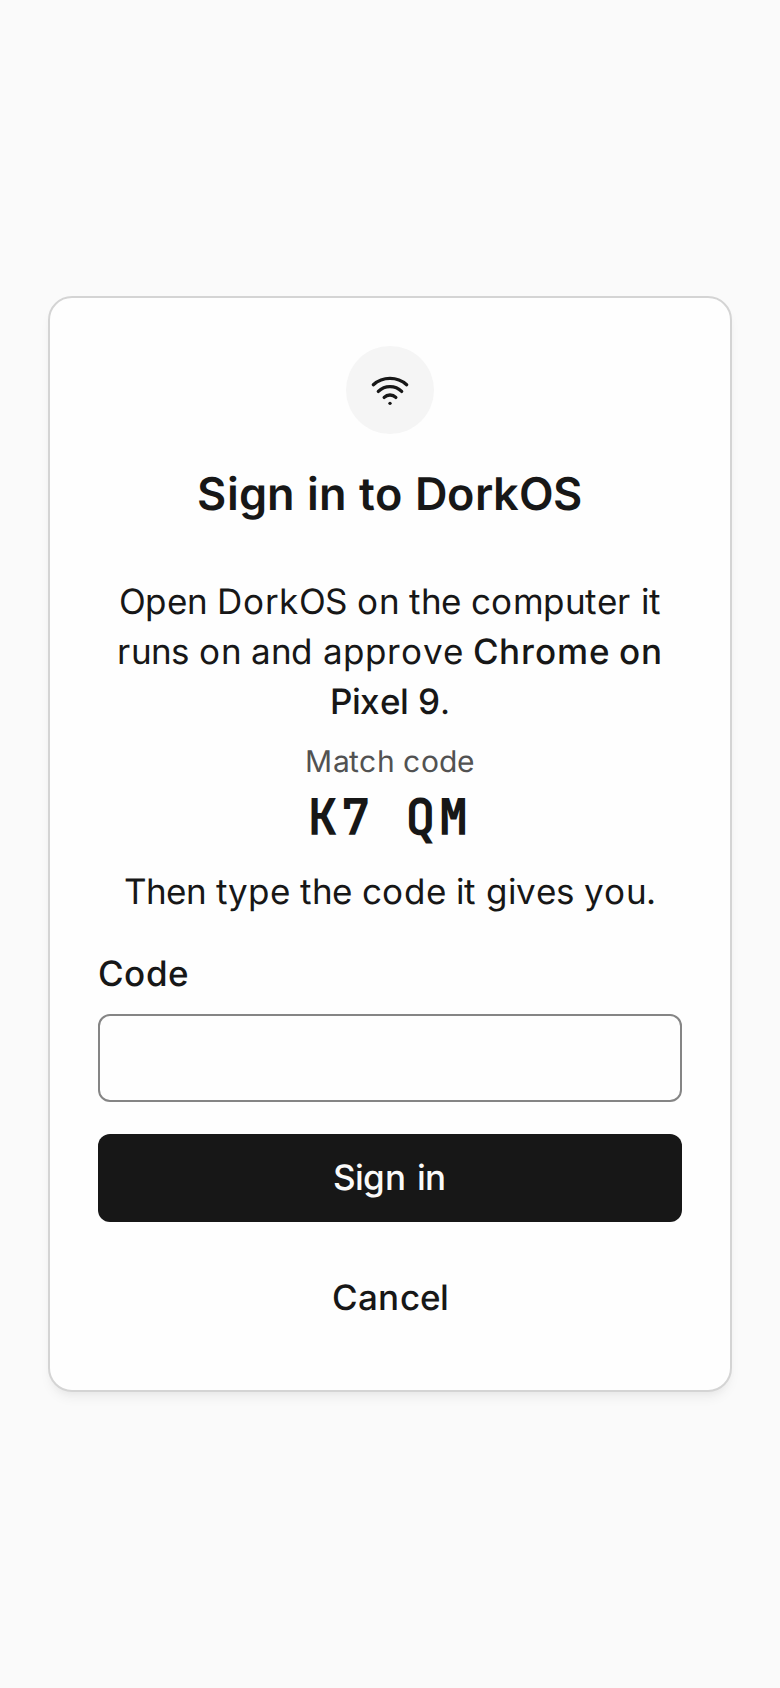 Sign in to DorkOS
Open DorkOS on the computer it
runs on and approve Chrome on
Pixel 9.
Match code
K7 QM
Then type the code it gives you.
Code
Sign in
Cancel